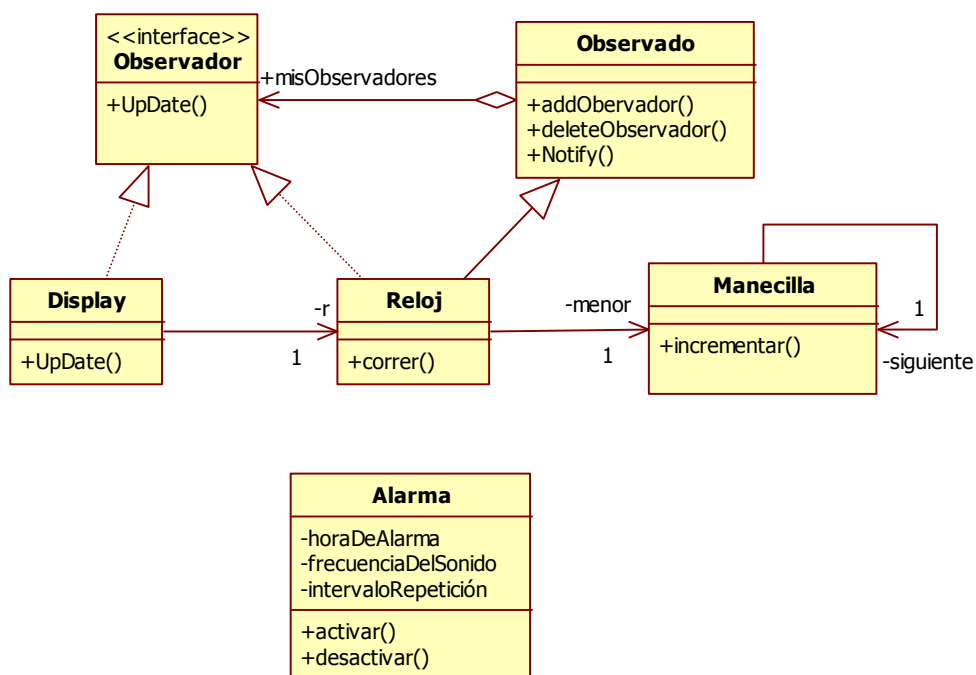 <<interface>>
Observador
+UpDate()
+misObservadores
Observado
+addObervador()
+deleteObservador()
+Notify()
Display
+UpDate()
-r
1
Reloj
+correr()
-menor
1
Manecilla
+incrementar()
1
-siguiente
Alarma
-horaDeAlarma
-frecuenciaDelSonido
-intervaloRepetición
+activar()
+desactivar()